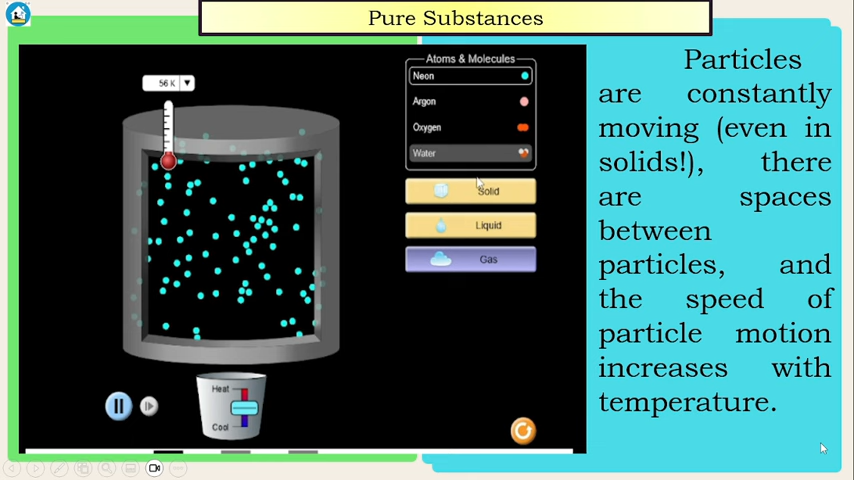 Pure Substances
56 K
Atoms & Molecules
Neon
Argon
Oxygen
Water
Solid
Liquid
Gas
Heat
Cool
Particles
are constantly
moving (even in
solids!), there
are spaces
between
particles, and
the speed of
particle motion
increases with
temperature.